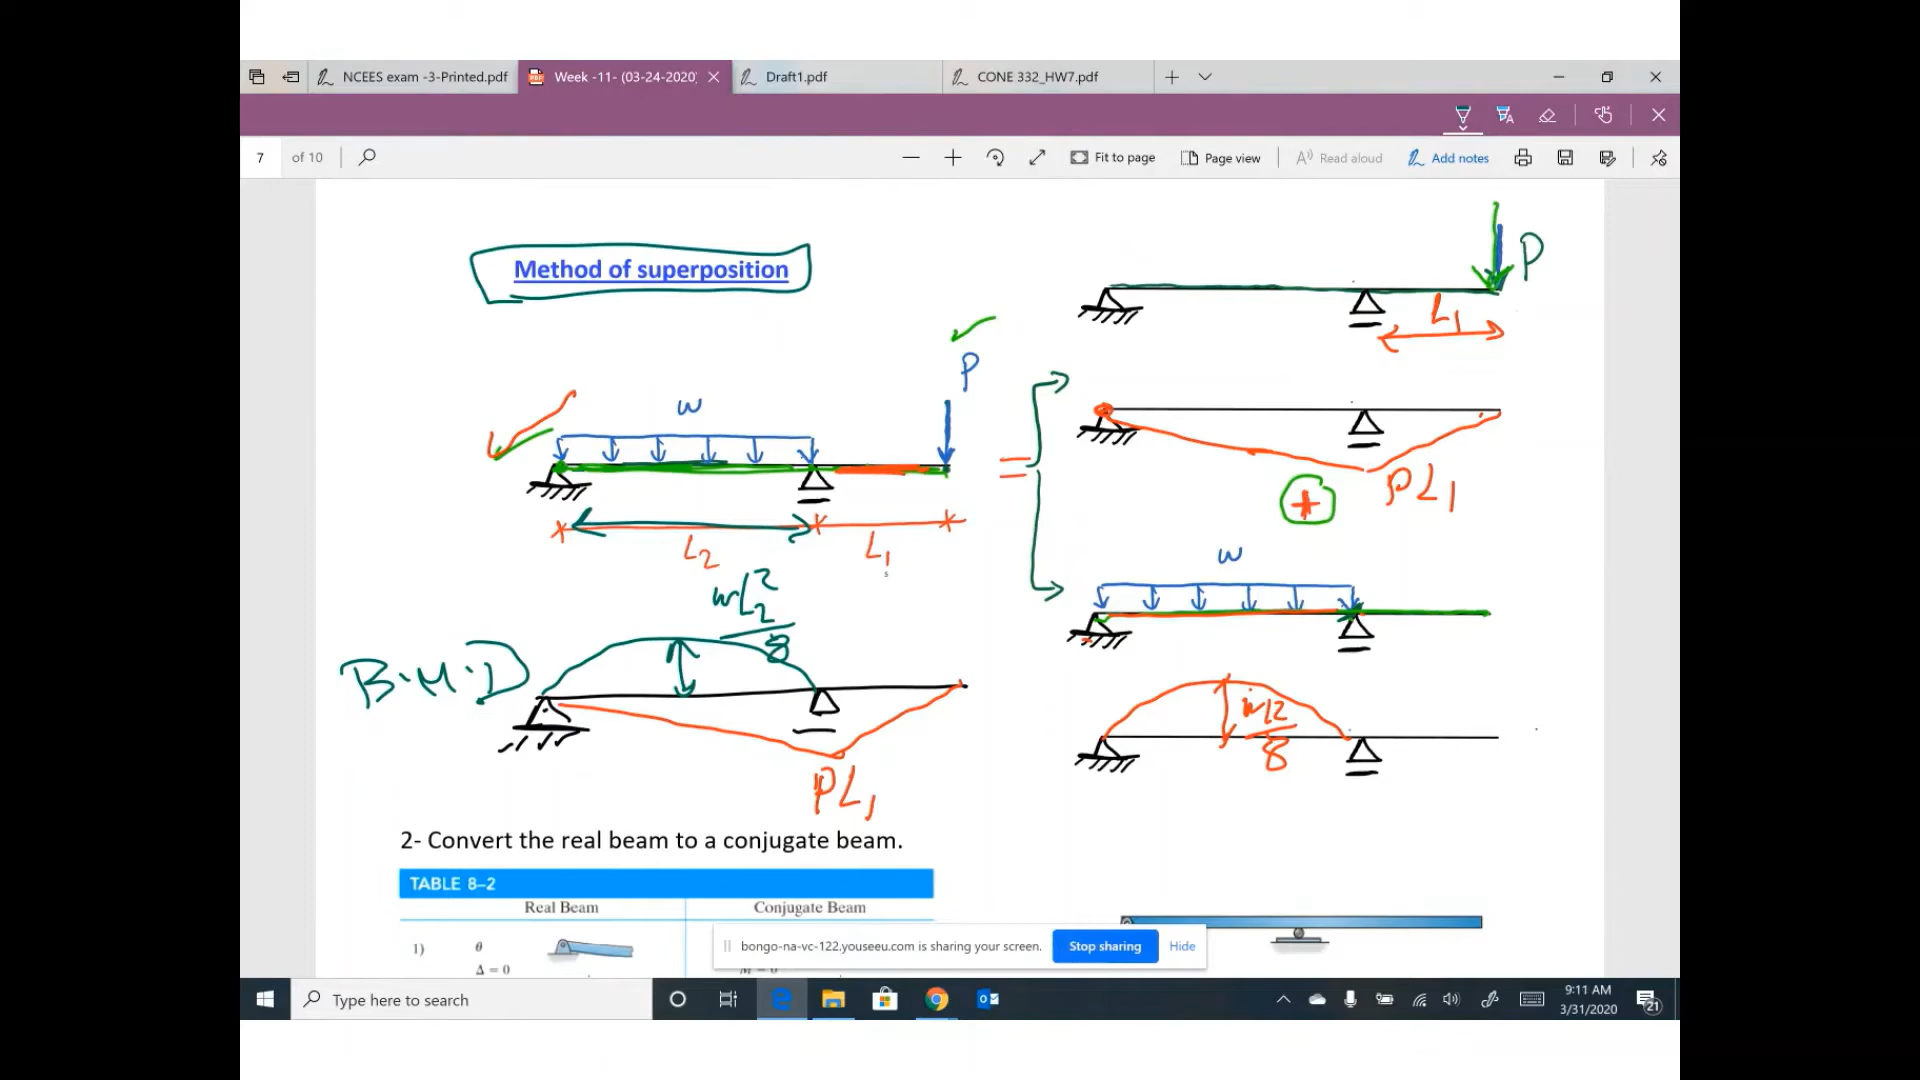 NCEES exam -3-Printed.pdf
Week -11- (03-24-2020)
Draft1.pdf
CONE 332_HW7.pdf
7 of 10
Fit to page
Page view
Read aloud
Add notes
Method of superposition
P
L1
P
w
L2
L1
PL1
w
wL2²/8
B.M.D
PL1
wL²/8
2- Convert the real beam to a conjugate beam.
TABLE 8–2
Real Beam
Conjugate Beam
1)
θ
Δ = 0
M = 0
bongo-na-vc-122.youseeu.com is sharing your screen.
Stop sharing
Hide
Type here to search
9:11 AM
3/31/2020
21